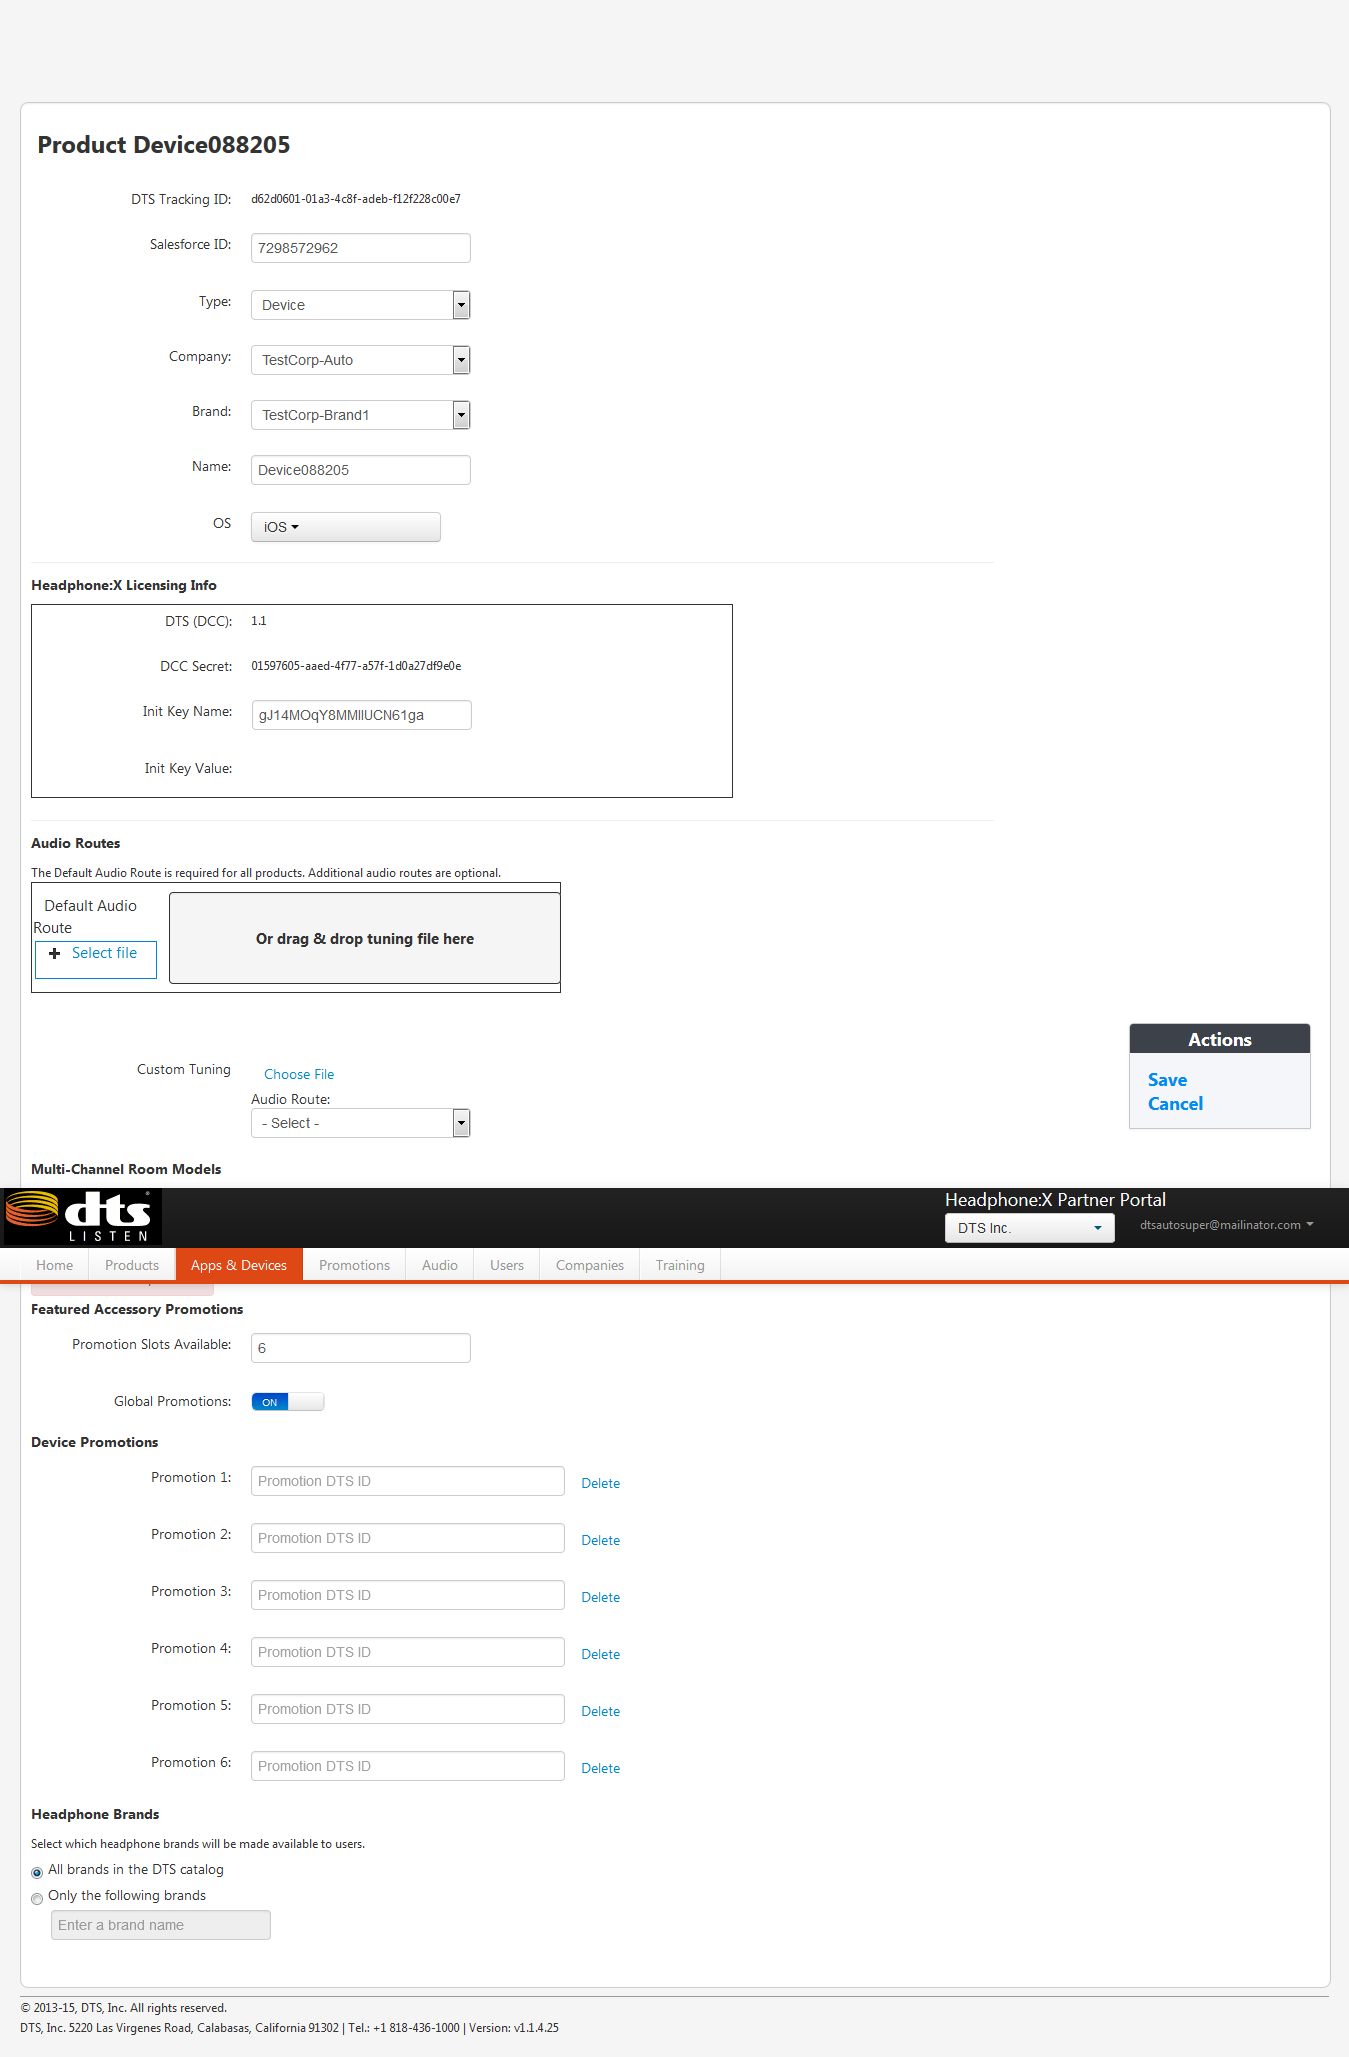 Product Device088205
DTS Tracking ID: d62d0601-01a3-4c8f-adeb-f12f228c00e7
Salesforce ID: 7298572962
Type: Device
Company: TestCorp-Auto
Brand: TestCorp-Brand1
Name: Device088205
OS iOS
Headphone:X Licensing Info
DTS (DCC): 1.1
DCC Secret: 01597605-aaed-4f77-a57f-1d0a27df9e0e
Init Key Name: gJ14MOqY8MMllUCN61ga
Init Key Value:
Audio Routes
The Default Audio Route is required for all products. Additional audio routes are optional.
Default Audio
Route
Select file
Or drag & drop tuning file here
Actions
Save
Cancel
Custom Tuning Choose File
Audio Route:
- Select -
Multi-Channel Room Models
dts
LISTEN
Headphone:X Partner Portal
DTS Inc.
dtsautosuper@mailinator.com
Home Products Apps & Devices Promotions Audio Users Companies Training
Featured Accessory Promotions
Promotion Slots Available: 6
Global Promotions: ON
Device Promotions
Promotion 1: Promotion DTS ID Delete
Promotion 2: Promotion DTS ID Delete
Promotion 3: Promotion DTS ID Delete
Promotion 4: Promotion DTS ID Delete
Promotion 5: Promotion DTS ID Delete
Promotion 6: Promotion DTS ID Delete
Headphone Brands
Select which headphone brands will be made available to users.
All brands in the DTS catalog
Only the following brands
Enter a brand name
© 2013-15, DTS, Inc. All rights reserved.
DTS, Inc. 5220 Las Virgenes Road, Calabasas, California 91302 | Tel.: +1 818-436-1000 | Version: v1.1.4.25